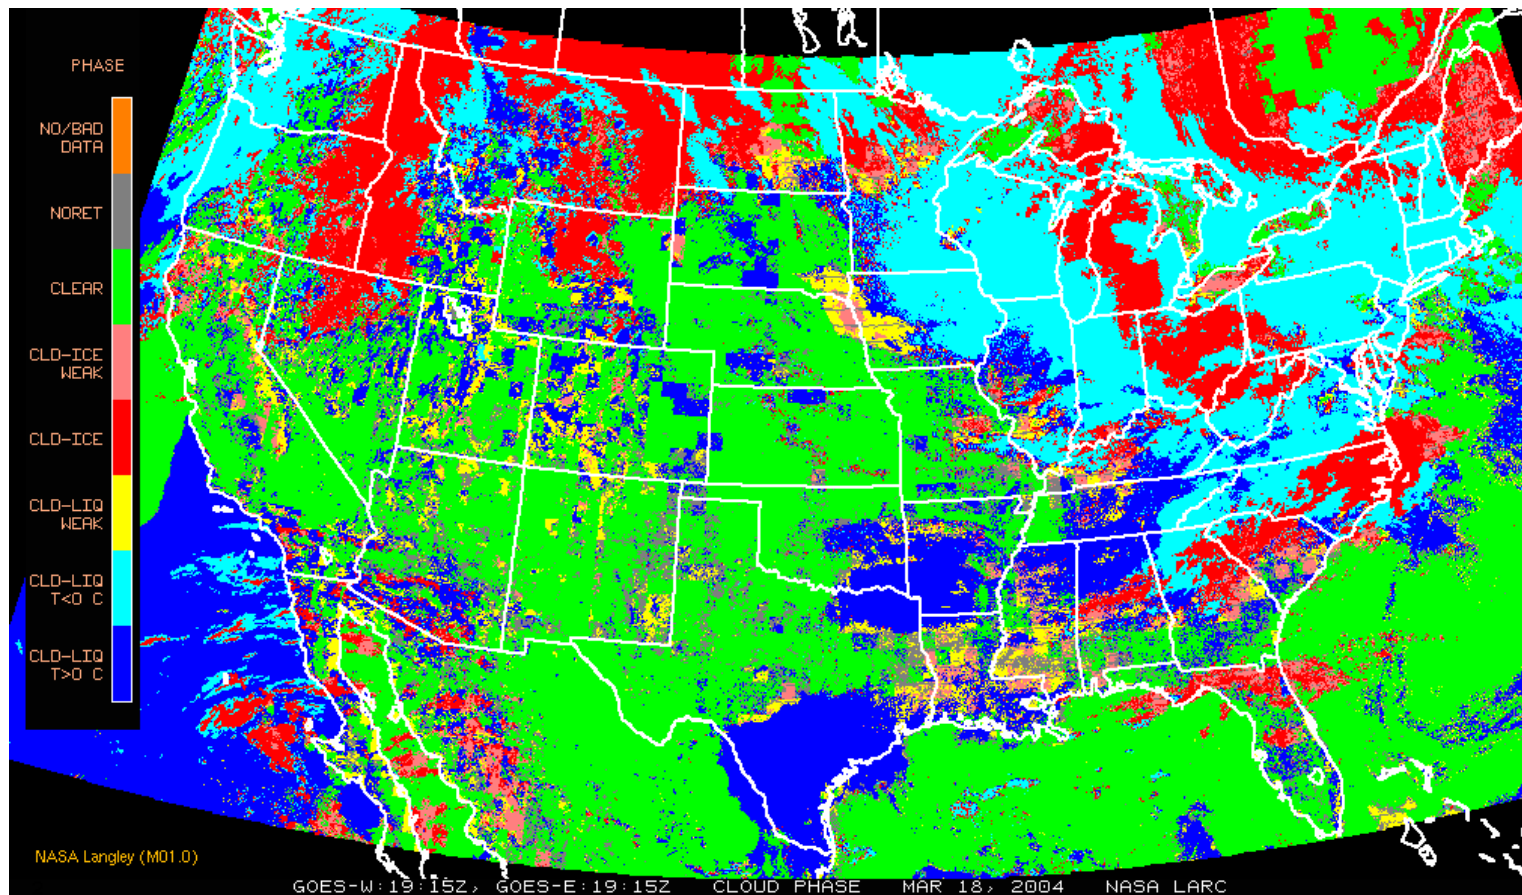 PHASE
NO/BAD
DATA
NORET
CLEAR
CLD-ICE
WEAK
CLD-ICE
CLD-LIQ
WEAK
CLD-LIQ
T<0 C
CLD-LIQ
T>0 C
NASA Langley (M01.0)
GOES-W:19:15Z, GOES-E:19:15Z CLOUD PHASE MAR 18, 2004 NASA LARC